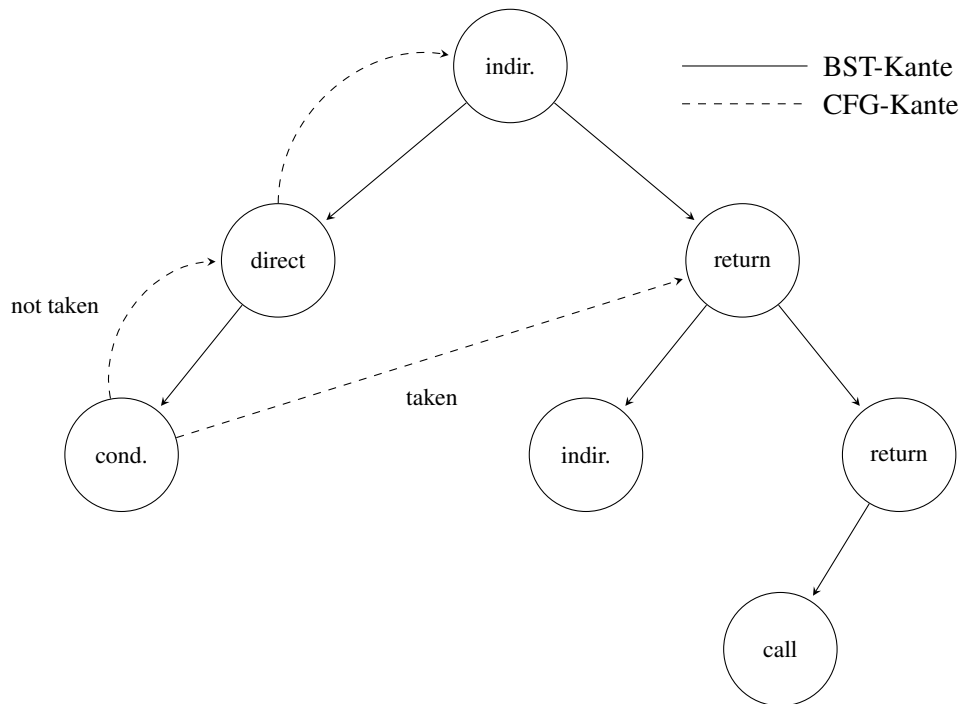 indir.
BST-Kante
CFG-Kante
direct
return
not taken
taken
cond.
indir.
return
call